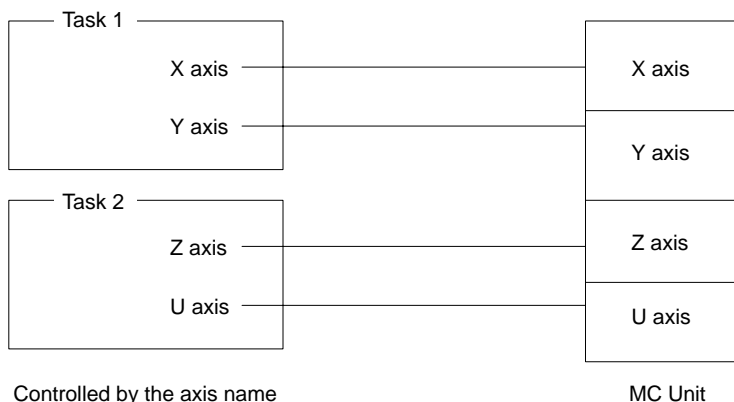 Task 1
X axis
Y axis
Task 2
Z axis
U axis
Controlled by the axis name
X axis
Y axis
Z axis
U axis
MC Unit